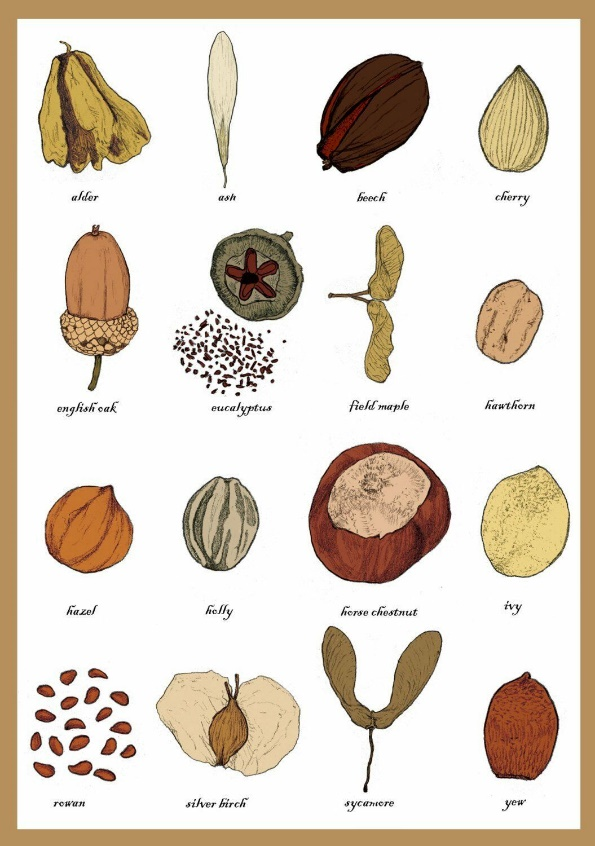 alder
ash
beech
cherry
english oak
eucalyptus
field maple
hawthorn
hazel
holly
horse chestnut
ivy
rowan
silver birch
sycamore
yew